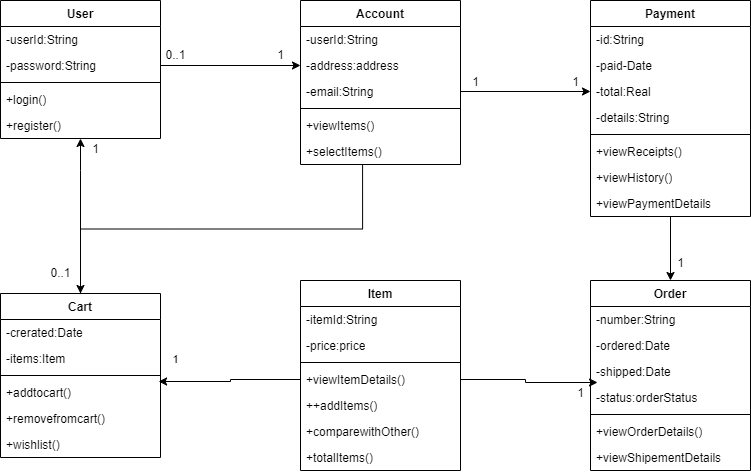 User
-userId:String
-password:String
+login()
+register()
0..1
1
Account
-userId:String
-address:address
-email:String
+viewItems()
+selectItems()
1
1
Payment
-id:String
-paid-Date
-total:Real
-details:String
+viewReceipts()
+viewHistory()
+viewPaymentDetails
1
0..1
1
Cart
-crerated:Date
-items:Item
+addtocart()
+removefromcart()
+wishlist()
1
Item
-itemId:String
-price:price
+viewItemDetails()
++addItems()
+comparewithOther()
+totalItems()
1
Order
-number:String
-ordered:Date
-shipped:Date
-status:orderStatus
+viewOrderDetails()
+viewShipementDetails